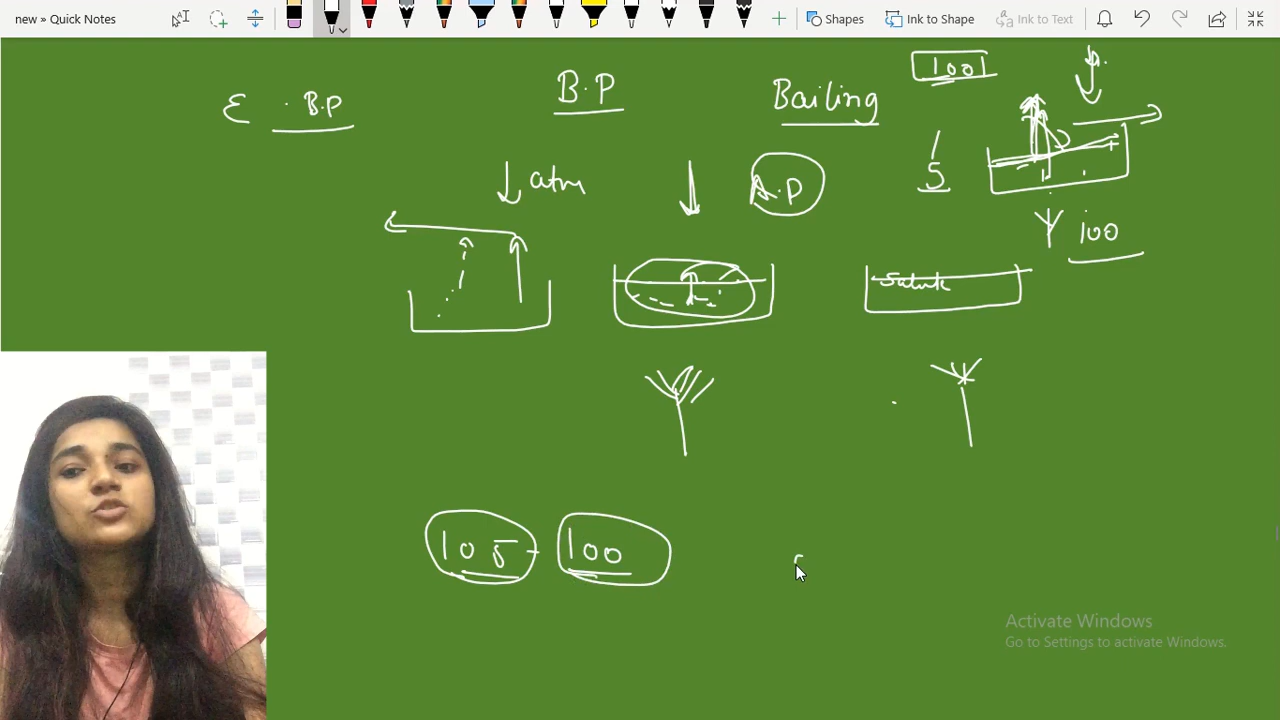 new » Quick Notes
Shapes
Ink to Shape
Ink to Text
ε . B.P
B.P
Bailing
100
p.
atm
A.P
5
100
105 - 100
Activate Windows
Go to Settings to activate Windows.